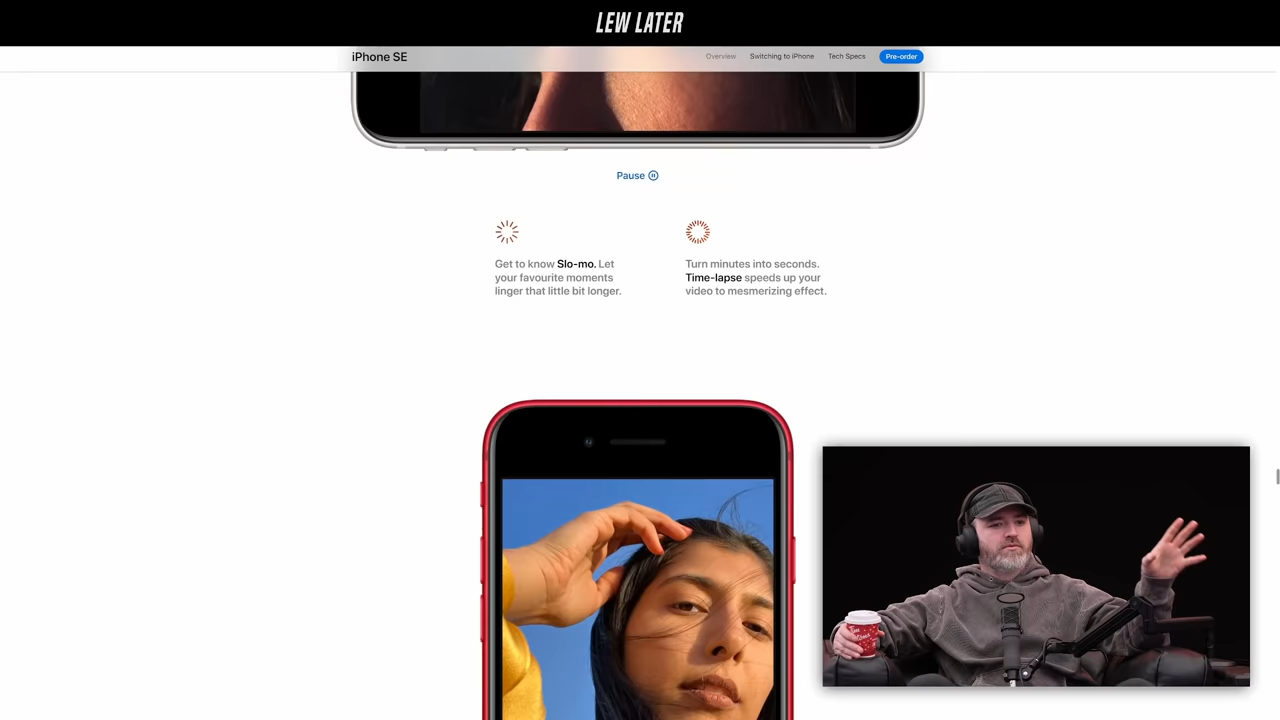 LEW LATER
iPhone SE
Overview
Switching to iPhone
Tech Specs
Pre-order
Pause
Get to know Slo-mo. Let
your favourite moments
linger that little bit longer.
Turn minutes into seconds.
Time-lapse speeds up your
video to mesmerizing effect.